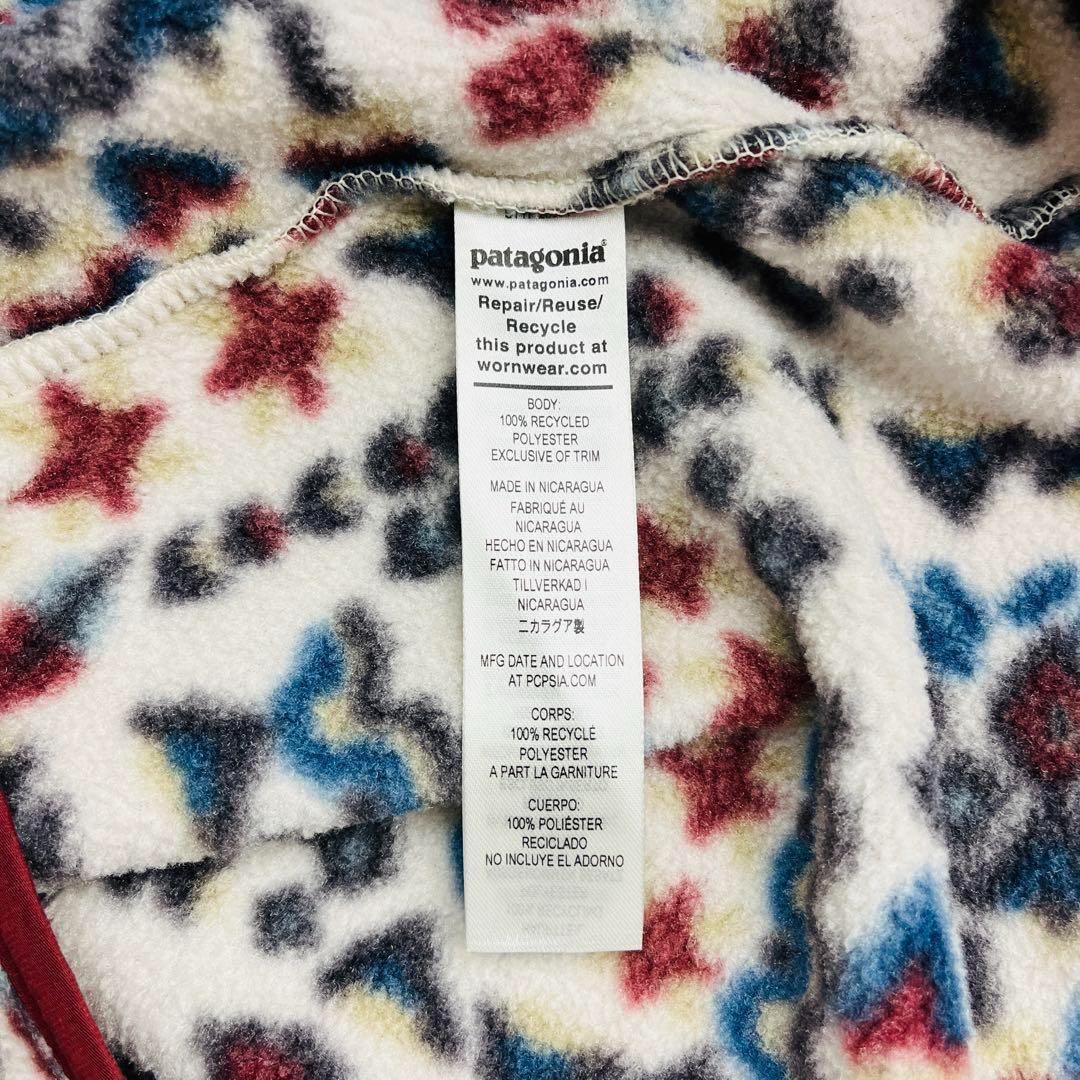 patagonia®
www.patagonia.com
Repair/Reuse/
Recycle
this product at
wornwear.com
BODY:
100% RECYCLED
POLYESTER
EXCLUSIVE OF TRIM
MADE IN NICARAGUA
FABRIQUÉ AU
NICARAGUA
HECHO EN NICARAGUA
FATTO IN NICARAGUA
TILLVERKAD I
NICARAGUA
ニカラグア製
MFG DATE AND LOCATION
AT PCPSIA.COM
CORPS:
100% RECYCLÉ
POLYESTER
A PART LA GARNITURE
CUERPO:
100% POLIÉSTER
RECICLADO
NO INCLUYE EL ADORNO